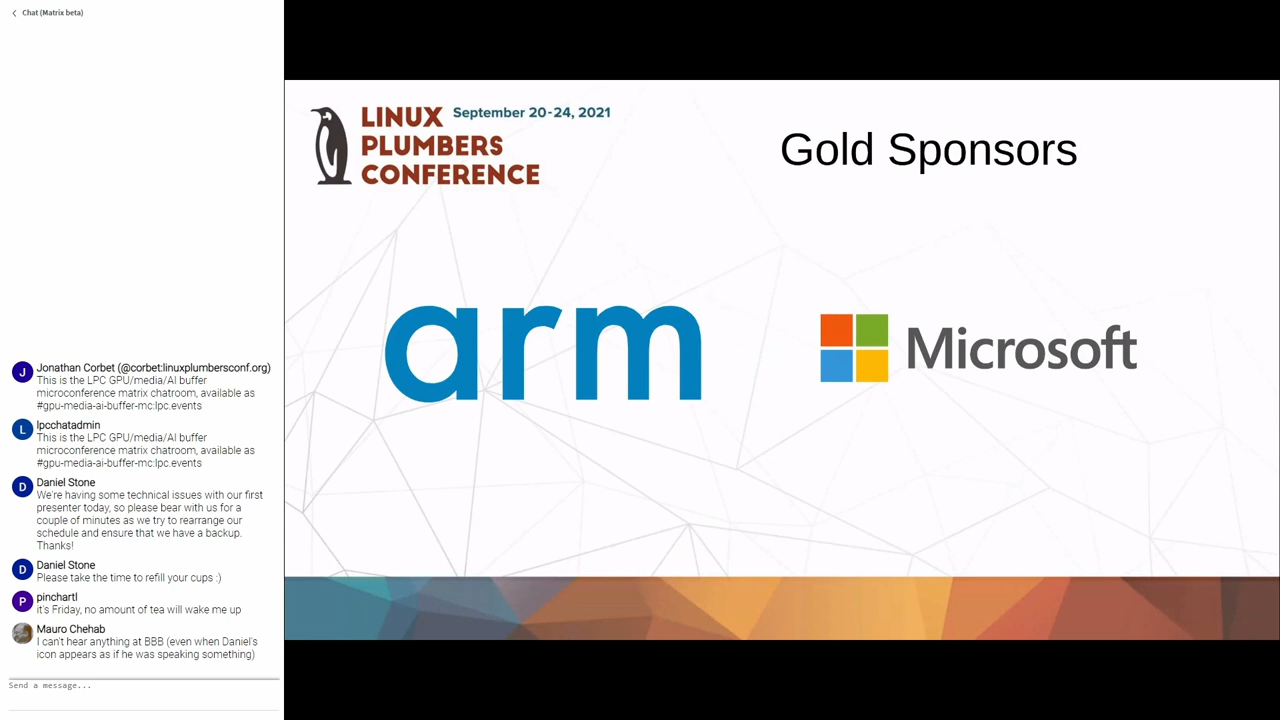 Chat (Matrix beta)
J
Jonathan Corbet (@corbet:linuxplumbersconf.org)
This is the LPC GPU/media/AI buffer
microconference matrix chatroom, available as
#gpu-media-ai-buffer-mc:lpc.events
L
lpcchatadmin
This is the LPC GPU/media/AI buffer
microconference matrix chatroom, available as
#gpu-media-ai-buffer-mc:lpc.events
D
Daniel Stone
We're having some technical issues with our first
presenter today, so please bear with us for a
couple of minutes as we try to rearrange our
schedule and ensure that we have a backup.
Thanks!
D
Daniel Stone
Please take the time to refill your cups :)
P
pinchartl
it's Friday, no amount of tea will wake me up
Mauro Chehab
I can't hear anything at BBB (even when Daniel's
icon appears as if he was speaking something)
Send a message...
LINUX
PLUMBERS
CONFERENCE
September 20-24, 2021
Gold Sponsors
arm
Microsoft